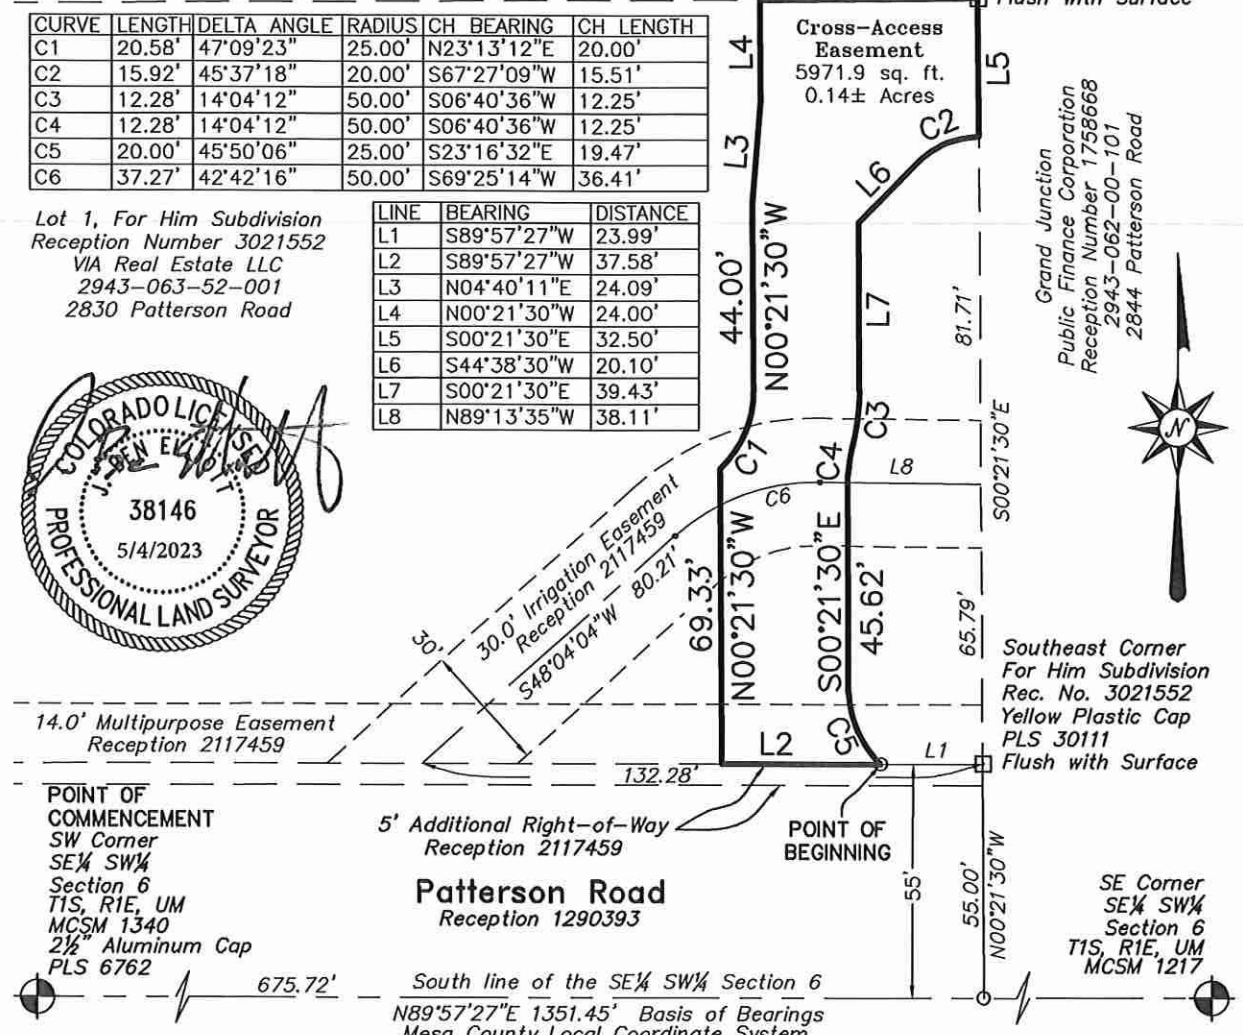 Flush with Surface
CURVE LENGTH DELTA ANGLE RADIUS CH BEARING CH LENGTH
C1 20.58' 47°09'23" 25.00' N23°13'12"E 20.00'
C2 15.92' 45°37'18" 20.00' S67°27'09"W 15.51'
C3 12.28' 14°04'12" 50.00' S06°40'36"W 12.25'
C4 12.28' 14°04'12" 50.00' S06°40'36"W 12.25'
C5 20.00' 45°50'06" 25.00' S23°16'32"E 19.47'
C6 37.27' 42°42'16" 50.00' S69°25'14"W 36.41'
Lot 1, For Him Subdivision
Reception Number 3021552
VIA Real Estate LLC
2943-063-52-001
2830 Patterson Road
LINE BEARING DISTANCE
L1 S89°57'27"W 23.99'
L2 S89°57'27"W 37.58'
L3 N04°40'11"E 24.09'
L4 N00°21'30"W 24.00'
L5 S00°21'30"E 32.50'
L6 S44°38'30"W 20.10'
L7 S00°21'30"E 39.43'
L8 N89°13'35"W 38.11'
Cross-Access
Easement
5971.9 sq. ft.
0.14± Acres
L4
L5
L3
C2
L6
Grand Junction
Public Finance Corporation
Reception Number 1758668
2943-062-00-101
2844 Patterson Road
44.00'
N00°21'30"W
L7
81.71'
C3
S00°21'30"E
N
C1
C4
L8
C6
COLORADO LICENSED
J. BEN ELLIOTT
38146
5/4/2023
PROFESSIONAL LAND SURVEYOR
30.0' Irrigation Easement
Reception 2117459
S48°04'04"W 80.21'
30'
69.33'
N00°21'30"W
S00°21'30"E
45.62'
65.79'
Southeast Corner
For Him Subdivision
Rec. No. 3021552
Yellow Plastic Cap
PLS 30111
Flush with Surface
14.0' Multipurpose Easement
Reception 2117459
L2
C5
L1
132.28'
POINT OF
COMMENCEMENT
SW Corner
SE¼ SW¼
Section 6
T1S, R1E, UM
MCSM 1340
2½" Aluminum Cap
PLS 6762
5' Additional Right-of-Way
Reception 2117459
POINT OF
BEGINNING
Patterson Road
Reception 1290393
55'
55.00'
N00°21'30"W
SE Corner
SE¼ SW¼
Section 6
T1S, R1E, UM
MCSM 1217
675.72'
South line of the SE¼ SW¼ Section 6
N89°57'27"E 1351.45' Basis of Bearings
Mesa County Local Coordinate System